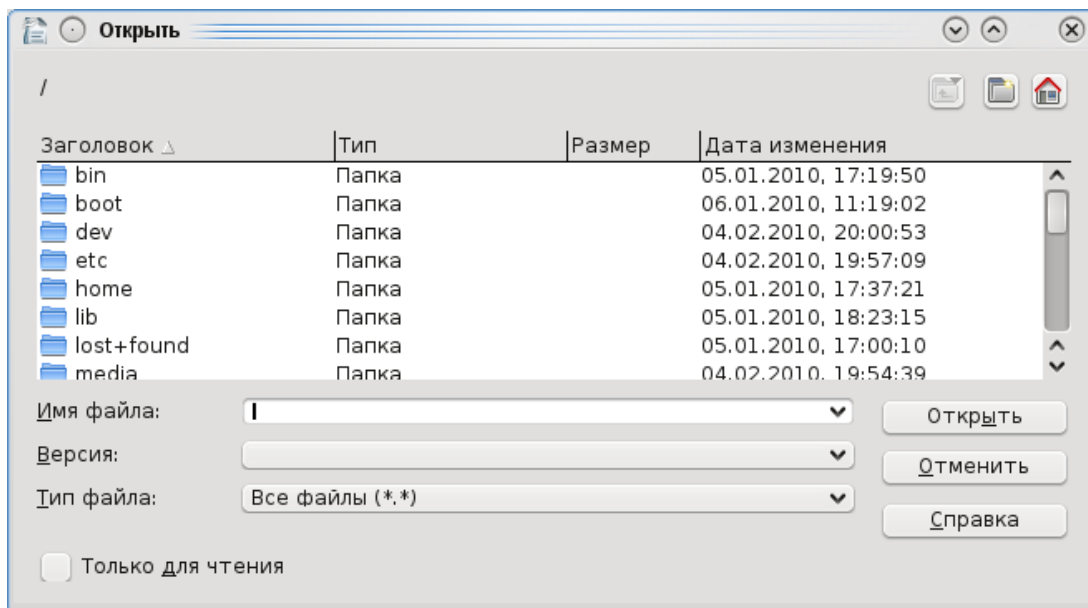 Открыть
/
Заголовок Тип Размер Дата изменения
bin Папка 05.01.2010, 17:19:50
boot Папка 06.01.2010, 11:19:02
dev Папка 04.02.2010, 20:00:53
etc Папка 04.02.2010, 19:57:09
home Папка 05.01.2010, 17:37:21
lib Папка 05.01.2010, 18:23:15
lost+found Папка 05.01.2010, 17:00:10
media Папка 04.02.2010, 19:54:39
Имя файла: Открыть
Версия: Отменить
Тип файла: Все файлы (*.*)
Справка
Только для чтения